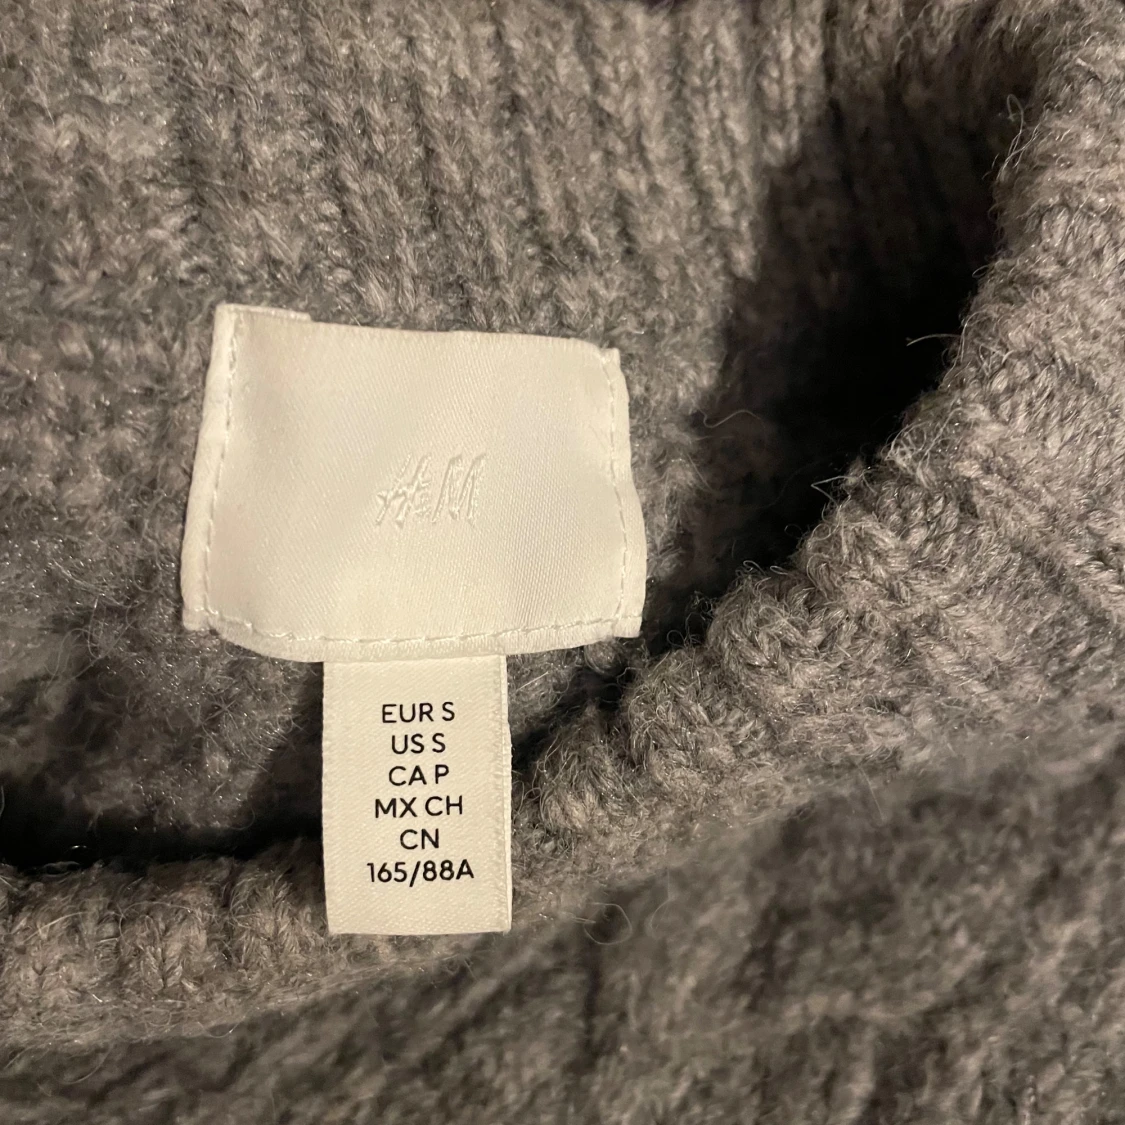 H&M
EUR S
US S
CA P
MX CH
CN
165/88A